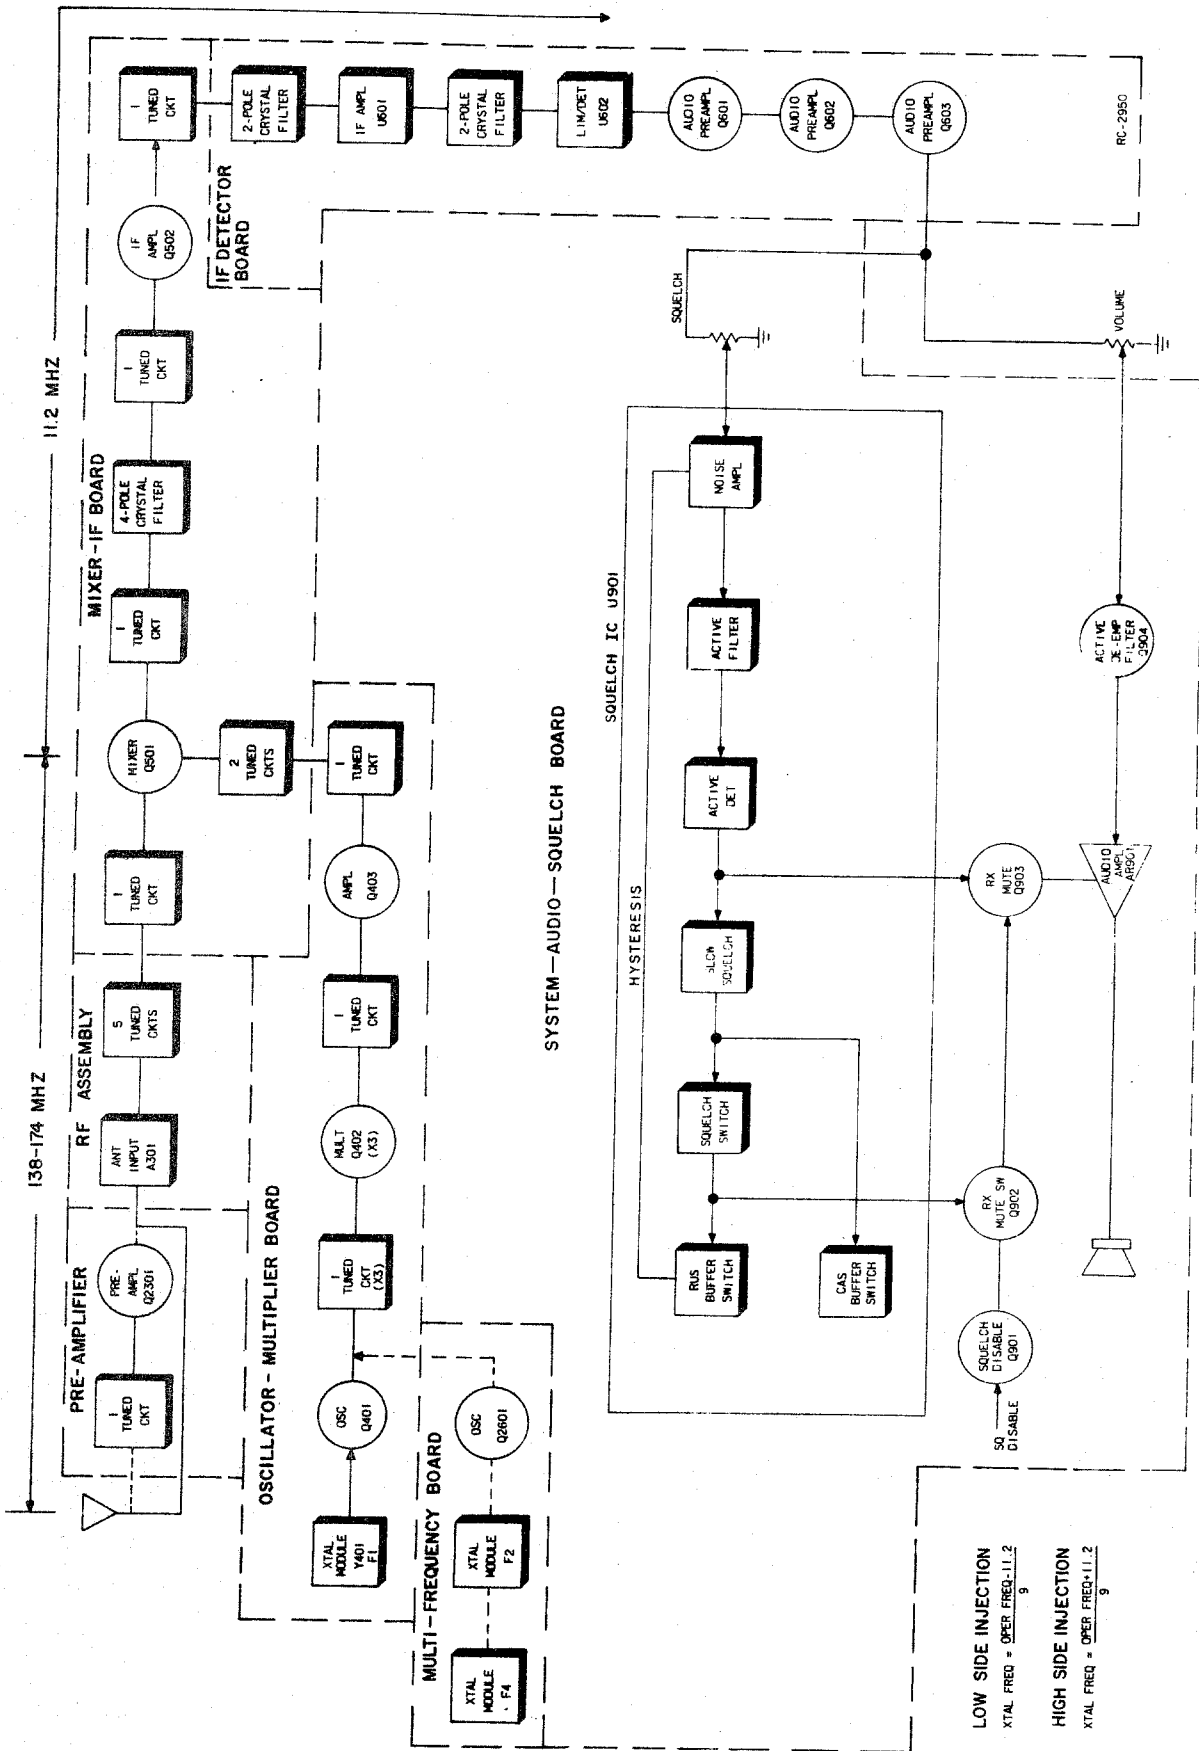 138-174 MHZ
11.2 MHZ
PRE-AMPLIFIER
RF ASSEMBLY
MIXER-IF BOARD
1
TUNED
CKT
PRE-
AMPL
Q2301
ANT
INPUT
A301
5
TUNED
CKTS
1
TUNED
CKT
MIXER
Q501
1
TUNED
CKT
4-POLE
CRYSTAL
FILTER
1
TUNED
CKT
IF
AMPL
Q502
1
TUNED
CKT
2
TUNED
CKTS
IF DETECTOR
BOARD
2-POLE
CRYSTAL
FILTER
IF AMPL
U601
2-POLE
CRYSTAL
FILTER
LIM/DET
U602
AUDIO
PREAMPL
Q601
AUDIO
PREAMPL
Q602
AUDIO
PREAMPL
Q603
RC-2950
OSCILLATOR-MULTIPLIER BOARD
XTAL
MODULE
Y401
F1
OSC
Q401
1
TUNED
CKT
(X3)
MULT
Q402
(X3)
1
TUNED
CKT
AMPL
Q403
1
TUNED
CKT
MULTI-FREQUENCY BOARD
XTAL
MODULE
F4
XTAL
MODULE
F2
OSC
Q2601
SYSTEM-AUDIO-SQUELCH BOARD
SQUELCH IC U901
HYSTERESIS
SQUELCH
VOLUME
RUS
BUFFER
SWITCH
SQUELCH
SWITCH
SLOW
SQUELCH
ACTIVE
DET
ACTIVE
FILTER
NOISE
AMPL
CAS
BUFFER
SWITCH
SQ
DISABLE
SQUELCH
DISABLE
Q901
RX
MUTE SW
Q902
RX
MUTE
Q903
AUDIO
AMPL
AR901
ACTIVE
DE-EMP
FILTER
Q904
LOW SIDE INJECTION
XTAL FREQ = OPER FREQ-11.2
9
HIGH SIDE INJECTION
XTAL FREQ = OPER FREQ+11.2
9